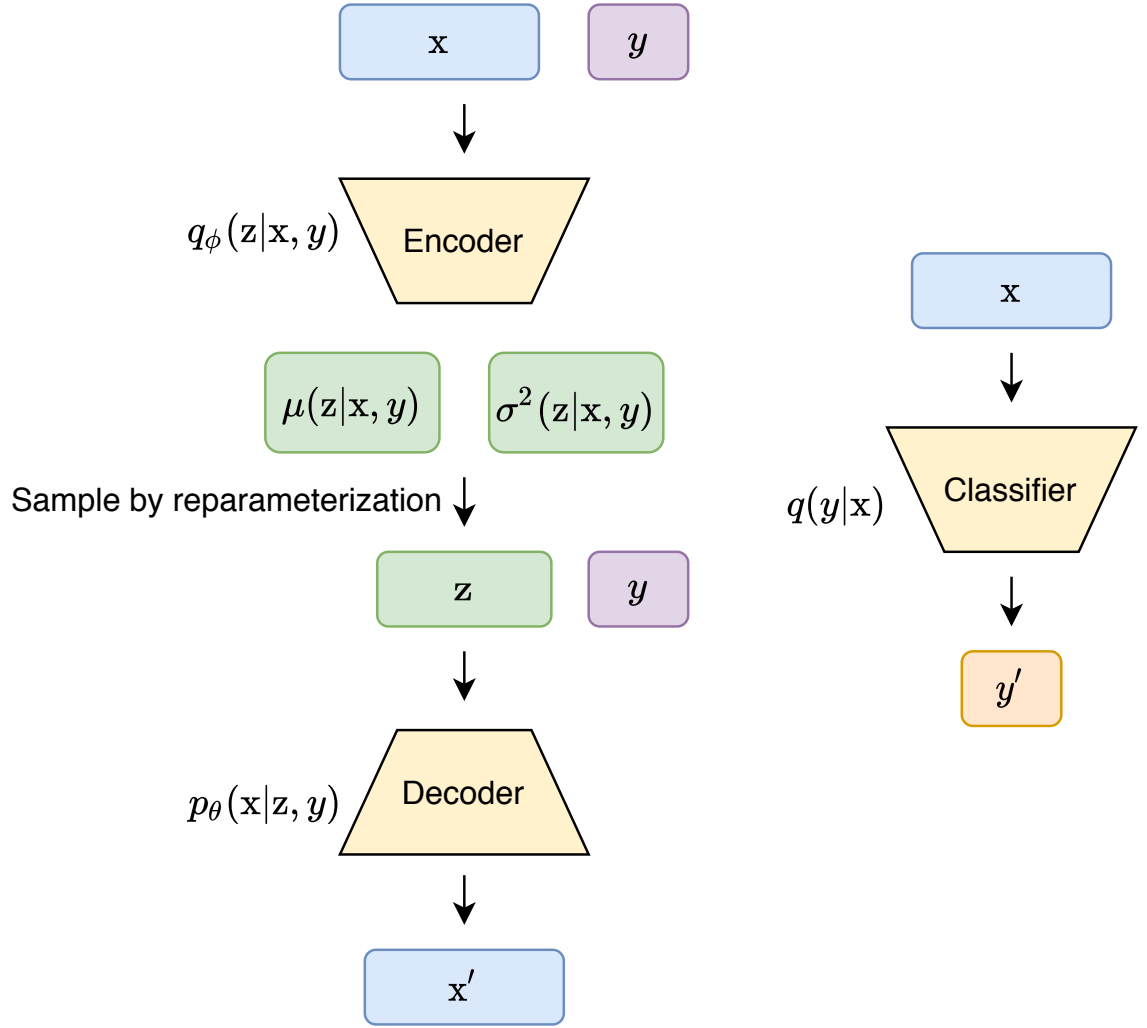 x
y
q_ϕ(z|x, y)
Encoder
μ(z|x, y)
σ²(z|x, y)
Sample by reparameterization
z
y
p_θ(x|z, y)
Decoder
x′
x
q(y|x)
Classifier
y′